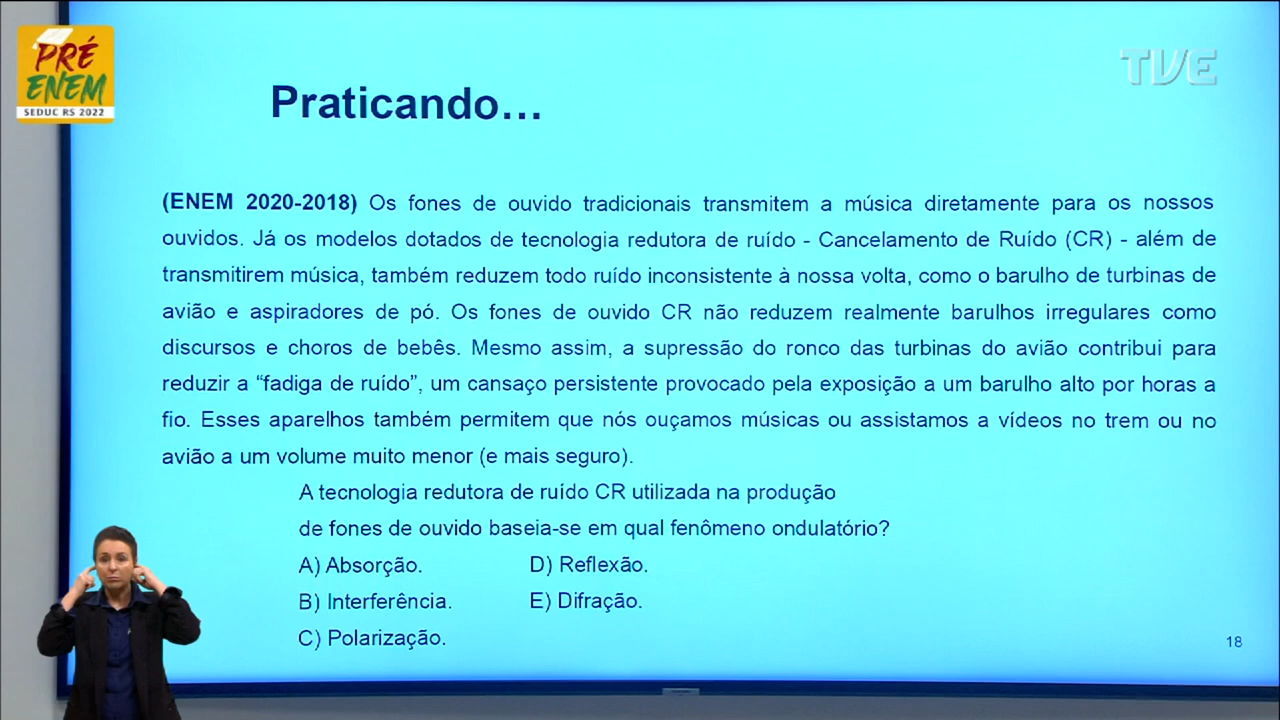 PRÉ
ENEM
SEDUC RS 2022
TVE
Praticando...
(ENEM 2020-2018) Os fones de ouvido tradicionais transmitem a música diretamente para os nossos
ouvidos. Já os modelos dotados de tecnologia redutora de ruído - Cancelamento de Ruído (CR) - além de
transmitirem música, também reduzem todo ruído inconsistente à nossa volta, como o barulho de turbinas de
avião e aspiradores de pó. Os fones de ouvido CR não reduzem realmente barulhos irregulares como
discursos e choros de bebês. Mesmo assim, a supressão do ronco das turbinas do avião contribui para
reduzir a “fadiga de ruído”, um cansaço persistente provocado pela exposição a um barulho alto por horas a
fio. Esses aparelhos também permitem que nós ouçamos músicas ou assistamos a vídeos no trem ou no
avião a um volume muito menor (e mais seguro).
A tecnologia redutora de ruído CR utilizada na produção
de fones de ouvido baseia-se em qual fenômeno ondulatório?
A) Absorção. D) Reflexão.
B) Interferência. E) Difração.
C) Polarização.
18